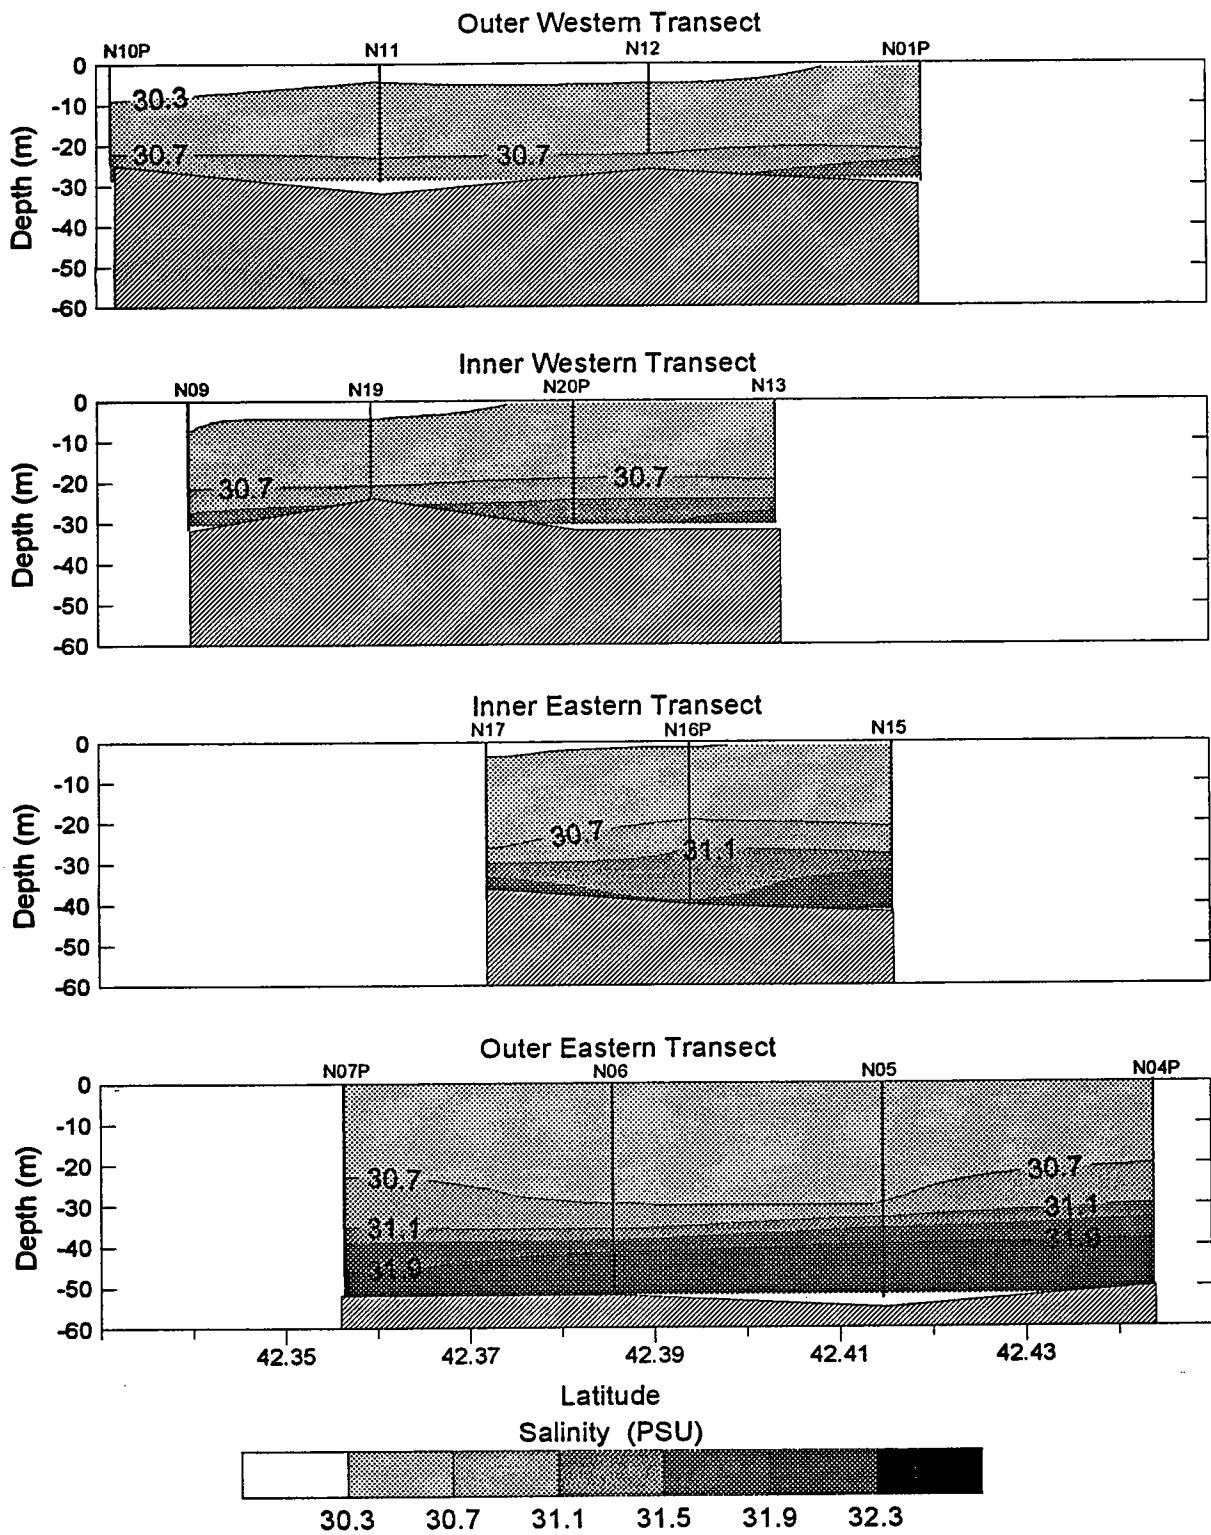 Outer Western Transect
N10P N11 N12 N01P
0
-10
-20
-30
-40
-50
-60
Depth (m)
30.3
30.7 30.7
Inner Western Transect
N09 N19 N20P N13
0
-10
-20
-30
-40
-50
-60
Depth (m)
30.7 30.7
Inner Eastern Transect
N17 N16P N15
0
-10
-20
-30
-40
-50
-60
Depth (m)
30.7
31.1
Outer Eastern Transect
N07P N06 N05 N04P
0
-10
-20
-30
-40
-50
-60
Depth (m)
30.7 30.7
31.1 31.1
31.9 31.9
42.35 42.37 42.39 42.41 42.43
Latitude
Salinity (PSU)
30.3 30.7 31.1 31.5 31.9 32.3